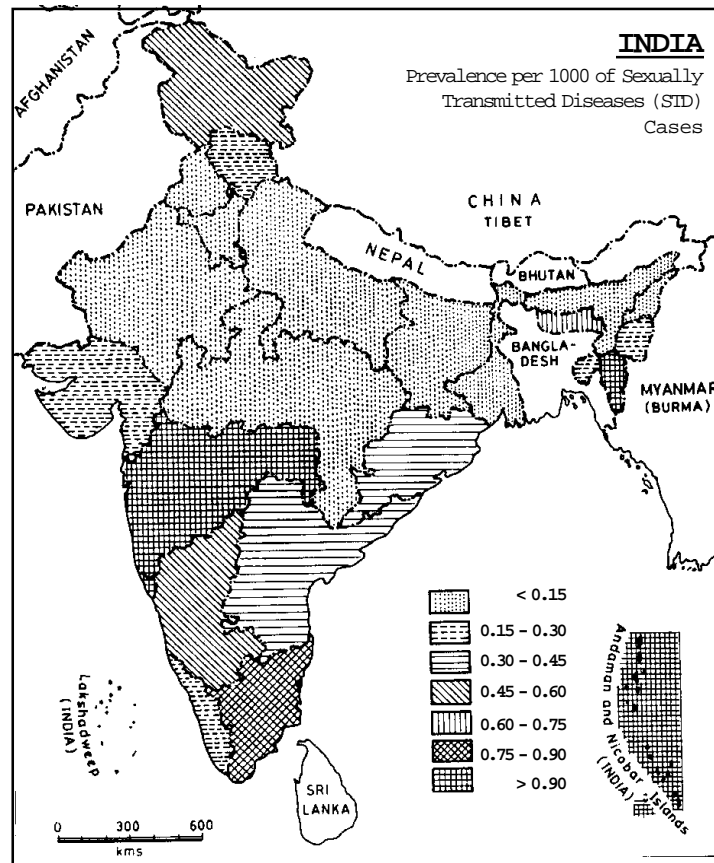 INDIA
Prevalence per 1000 of Sexually
Transmitted Diseases (STD)
Cases
AFGHANISTAN
PAKISTAN
CHINA
TIBET
NEPAL
BHUTAN
BANGLA-
DESH
MYANMAR
(BURMA)
< 0.15
0.15 - 0.30
0.30 - 0.45
0.45 - 0.60
0.60 - 0.75
0.75 - 0.90
> 0.90
Lakshadweep
(INDIA)
Andaman and Nicobar Islands
(INDIA)
SRI
LANKA
0 300 600
kms